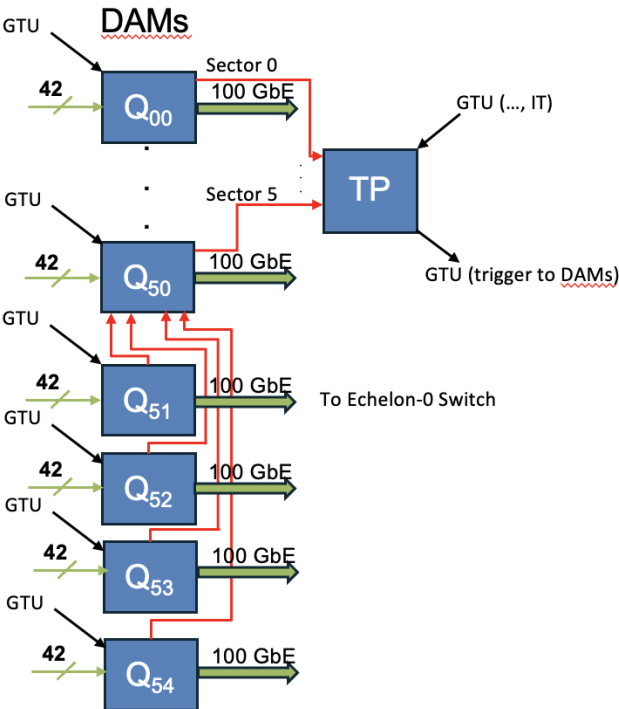 DAMs
GTU
Sector 0
42
100 GbE
Q00
GTU (..., IT)
TP
Sector 5
GTU
42
100 GbE
Q50
GTU (trigger to DAMs)
GTU
42
100 GbE
Q51
To Echelon-0 Switch
GTU
42
100 GbE
Q52
GTU
42
100 GbE
Q53
GTU
42
100 GbE
Q54